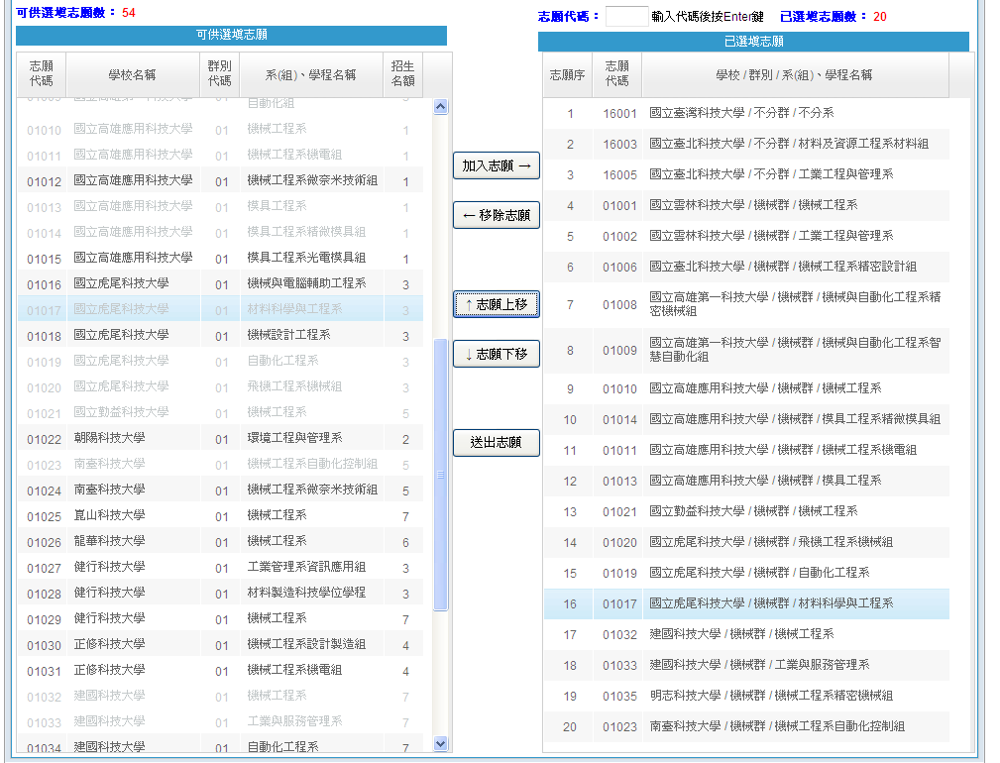 可供選填志願數： 54
志願代碼： 輸入代碼後按Enter鍵 已選填志願數： 20
可供選填志願
志願代碼 學校名稱 群別代碼 系(組)、學程名稱 招生名額
自動化組
01010 國立高雄應用科技大學 01 機械工程系 1
01011 國立高雄應用科技大學 01 機械工程系機電組 1
01012 國立高雄應用科技大學 01 機械工程系微奈米技術組 1
01013 國立高雄應用科技大學 01 模具工程系 1
01014 國立高雄應用科技大學 01 模具工程系精微模具組 1
01015 國立高雄應用科技大學 01 模具工程系光電模具組 1
01016 國立虎尾科技大學 01 機械與電腦輔助工程系 3
01017 國立虎尾科技大學 01 材料科學與工程系 3
01018 國立虎尾科技大學 01 機械設計工程系 3
01019 國立虎尾科技大學 01 自動化工程系 3
01020 國立虎尾科技大學 01 飛機工程系機械組 3
01021 國立勤益科技大學 01 機械工程系 5
01022 朝陽科技大學 01 環境工程與管理系 2
01023 南臺科技大學 01 機械工程系自動化控制組 5
01024 南臺科技大學 01 機械工程系微奈米技術組 5
01025 崑山科技大學 01 機械工程系 7
01026 龍華科技大學 01 機械工程系 6
01027 健行科技大學 01 工業管理系資訊應用組 3
01028 健行科技大學 01 材料製造科技學位學程 3
01029 健行科技大學 01 機械工程系 7
01030 正修科技大學 01 機械工程系設計製造組 4
01031 正修科技大學 01 機械工程系機電組 4
01032 建國科技大學 01 機械工程系 7
01033 建國科技大學 01 工業與服務管理系 7
01034 建國科技大學 01 自動化工程系 7
加入志願 →
← 移除志願
↑ 志願上移
↓ 志願下移
送出志願
已選填志願
志願序 志願代碼 學校 / 群別 / 系(組)、學程名稱
1 16001 國立臺灣科技大學 / 不分群 / 不分系
2 16003 國立臺北科技大學 / 不分群 / 材料及資源工程系材料組
3 16005 國立臺北科技大學 / 不分群 / 工業工程與管理系
4 01001 國立雲林科技大學 / 機械群 / 機械工程系
5 01002 國立雲林科技大學 / 機械群 / 工業工程與管理系
6 01006 國立臺北科技大學 / 機械群 / 機械工程系精密設計組
7 01008 國立高雄第一科技大學 / 機械群 / 機械與自動化工程系精
密機械組
8 01009 國立高雄第一科技大學 / 機械群 / 機械與自動化工程系智
慧自動化組
9 01010 國立高雄應用科技大學 / 機械群 / 機械工程系
10 01014 國立高雄應用科技大學 / 機械群 / 模具工程系精微模具組
11 01011 國立高雄應用科技大學 / 機械群 / 機械工程系機電組
12 01013 國立高雄應用科技大學 / 機械群 / 模具工程系
13 01021 國立勤益科技大學 / 機械群 / 機械工程系
14 01020 國立虎尾科技大學 / 機械群 / 飛機工程系機械組
15 01019 國立虎尾科技大學 / 機械群 / 自動化工程系
16 01017 國立虎尾科技大學 / 機械群 / 材料科學與工程系
17 01032 建國科技大學 / 機械群 / 機械工程系
18 01033 建國科技大學 / 機械群 / 工業與服務管理系
19 01035 明志科技大學 / 機械群 / 機械工程系精密機械組
20 01023 南臺科技大學 / 機械群 / 機械工程系自動化控制組